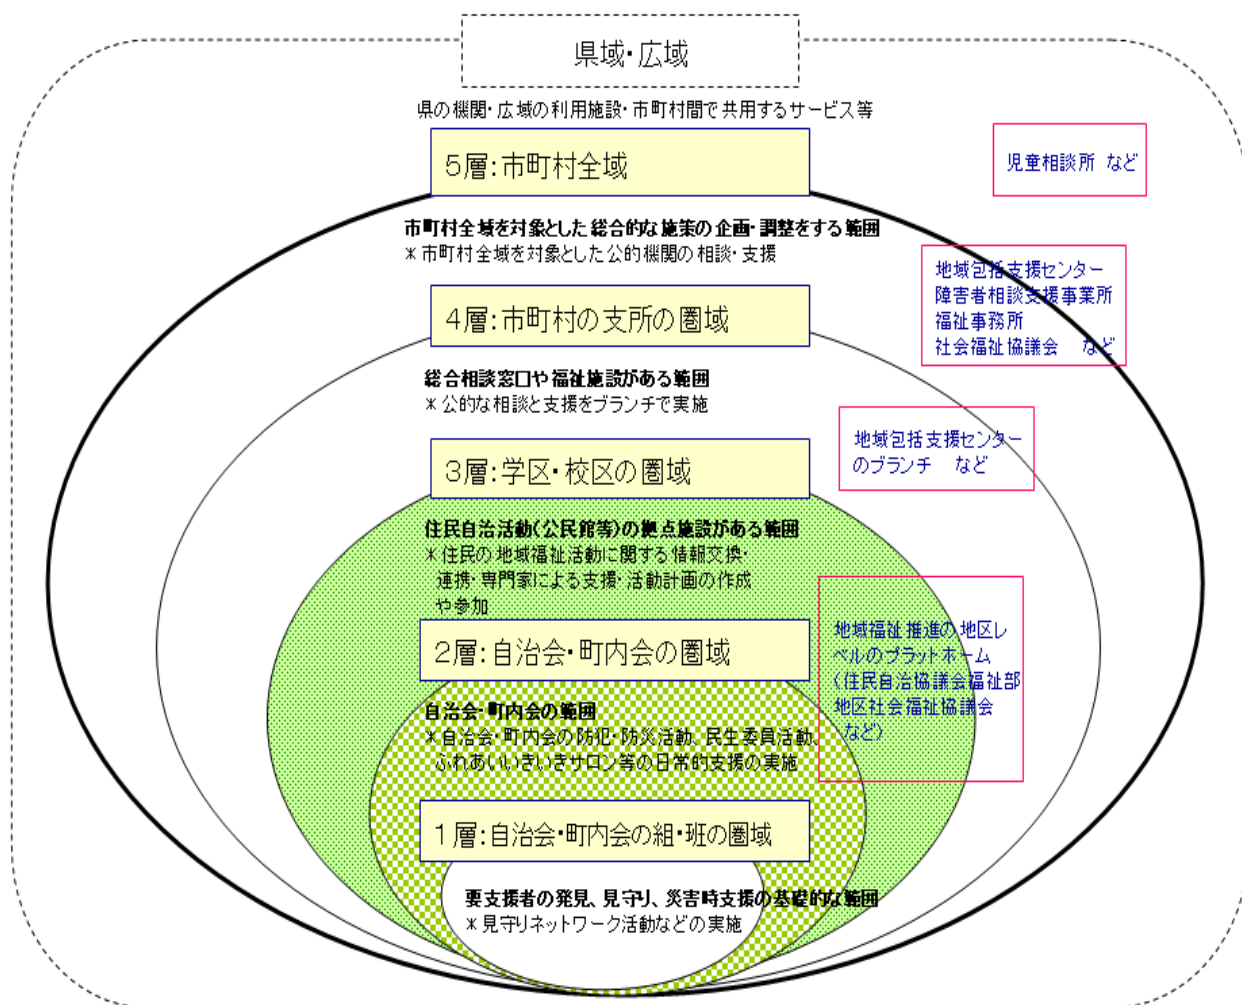 県域・広域
県の機関・広域の利用施設・市町村間で共用するサービス等
5層:市町村全域
児童相談所 など
市町村全域を対象とした総合的な施策の企画・調整をする範囲
＊市町村全域を対象とした公的機関の相談・支援
地域包括支援センター
障害者相談支援事業所
福祉事務所
社会福祉協議会 など
4層:市町村の支所の圏域
総合相談窓口や福祉施設がある範囲
＊公的な相談と支援をブランチで実施
地域包括支援センター
のブランチ など
3層:学区・校区の圏域
住民自治活動(公民館等)の拠点施設がある範囲
＊住民の地域福祉活動に関する情報交換・
連携・専門家による支援・活動計画の作成
や参加
地域福祉推進の地区レ
ベルのプラットホーム
(住民自治協議会福祉部
地区社会福祉協議会
など)
2層:自治会・町内会の圏域
自治会・町内会の範囲
＊自治会・町内会の防犯・防災活動、民生委員活動、
ふれあいいきいきサロン等の日常的支援の実施
1層:自治会・町内会の組・班の圏域
要支援者の発見、見守り、災害時支援の基礎的な範囲
＊見守りネットワーク活動などの実施